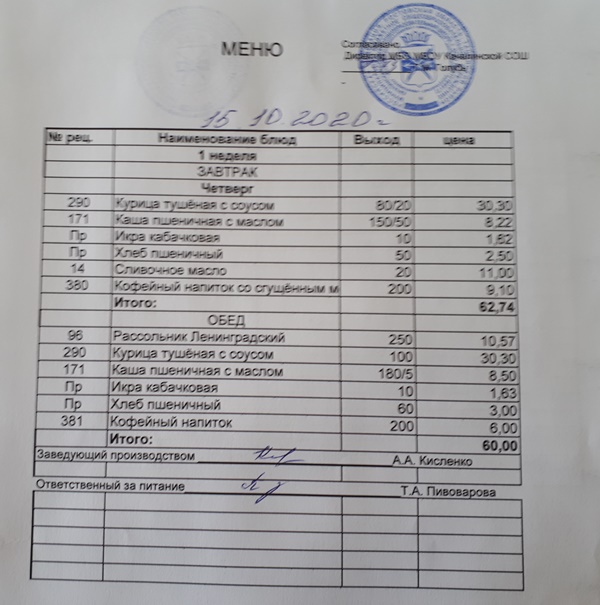 МЕНЮ
Согласовано
Директор МБОУ Качалинской СОШ
Голубь
15.10.2020г
№ рец. Наименование блюд Выход цена
1 неделя
ЗАВТРАК
Четверг
290 Курица тушёная с соусом 80/20 30,30
171 Каша пшеничная с маслом 150/50 8,22
Пр Икра кабачковая 10 1,62
Пр Хлеб пшеничный 50 2,50
14 Сливочное масло 20 11,00
380 Кофейный напиток со сгущённым м 200 9,10
Итого: 62,74
ОБЕД
96 Рассольник Ленинградский 250 10,57
290 Курица тушёная с соусом 100 30,30
171 Каша пшеничная с маслом 180/5 8,50
Пр Икра кабачковая 10 1,63
Пр Хлеб пшеничный 60 3,00
381 Кофейный напиток 200 6,00
Итого: 60,00
Заведующий производством А.А. Кисленко
Ответственный за питание Т.А. Пивоварова